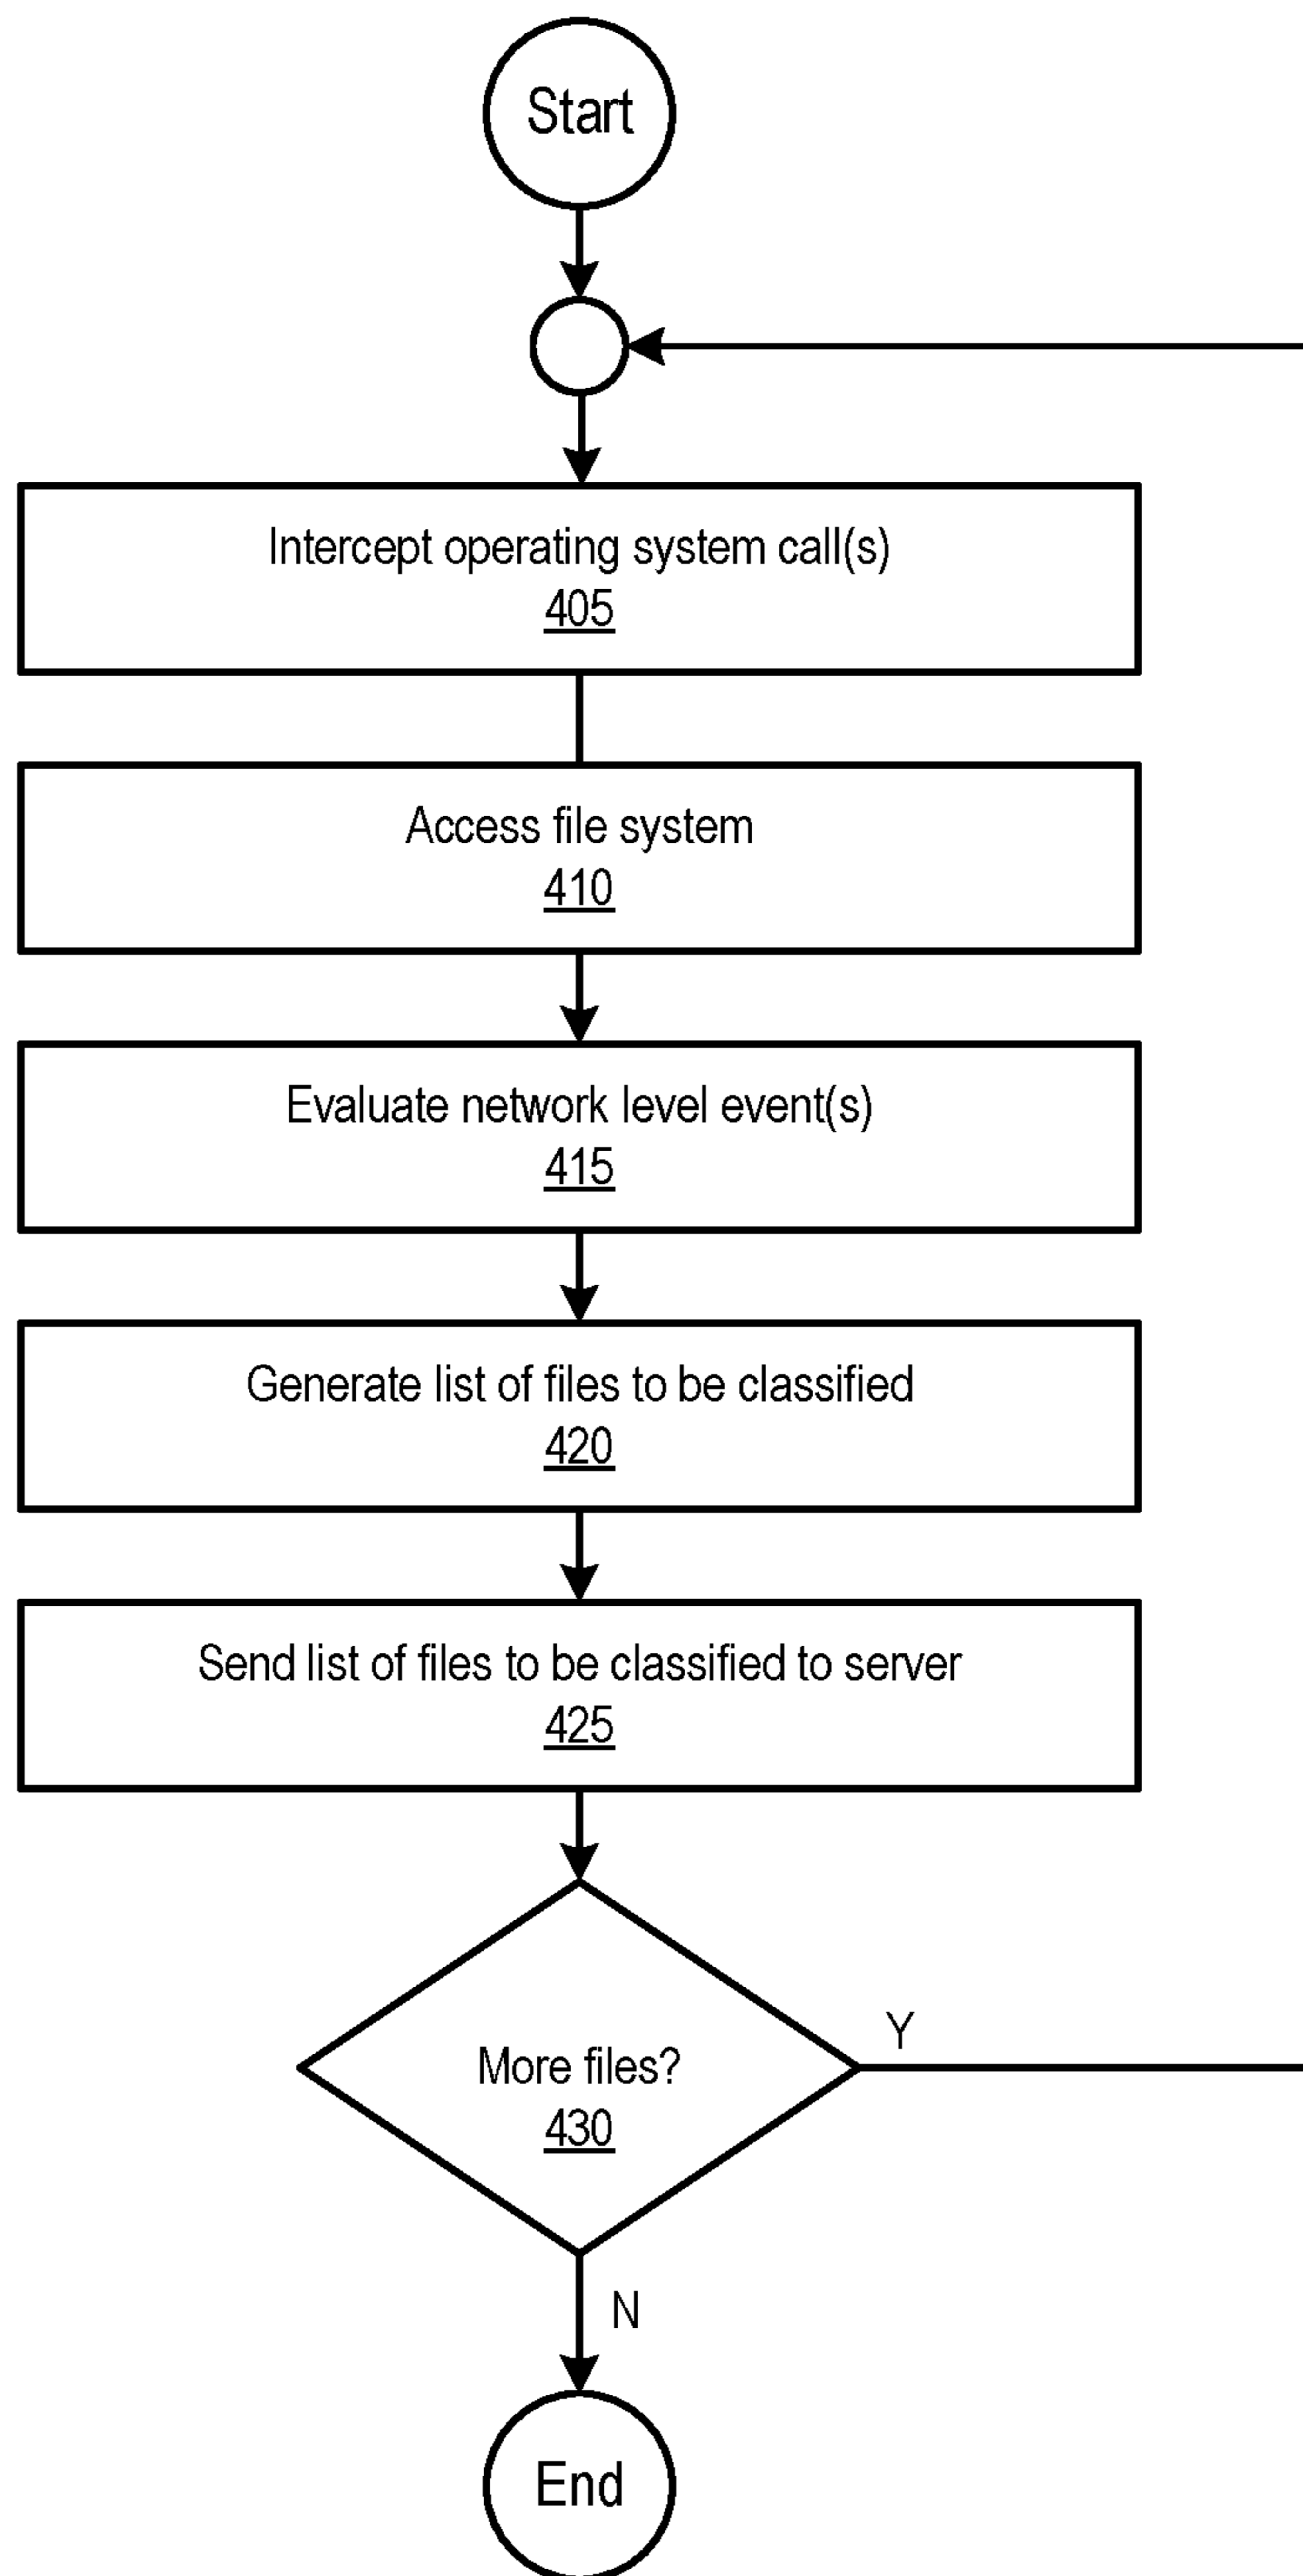 Start
Intercept operating system call(s)
405
Access file system
410
Evaluate network level event(s)
415
Generate list of files to be classified
420
Send list of files to be classified to server
425
More files?
430
Y
N
End